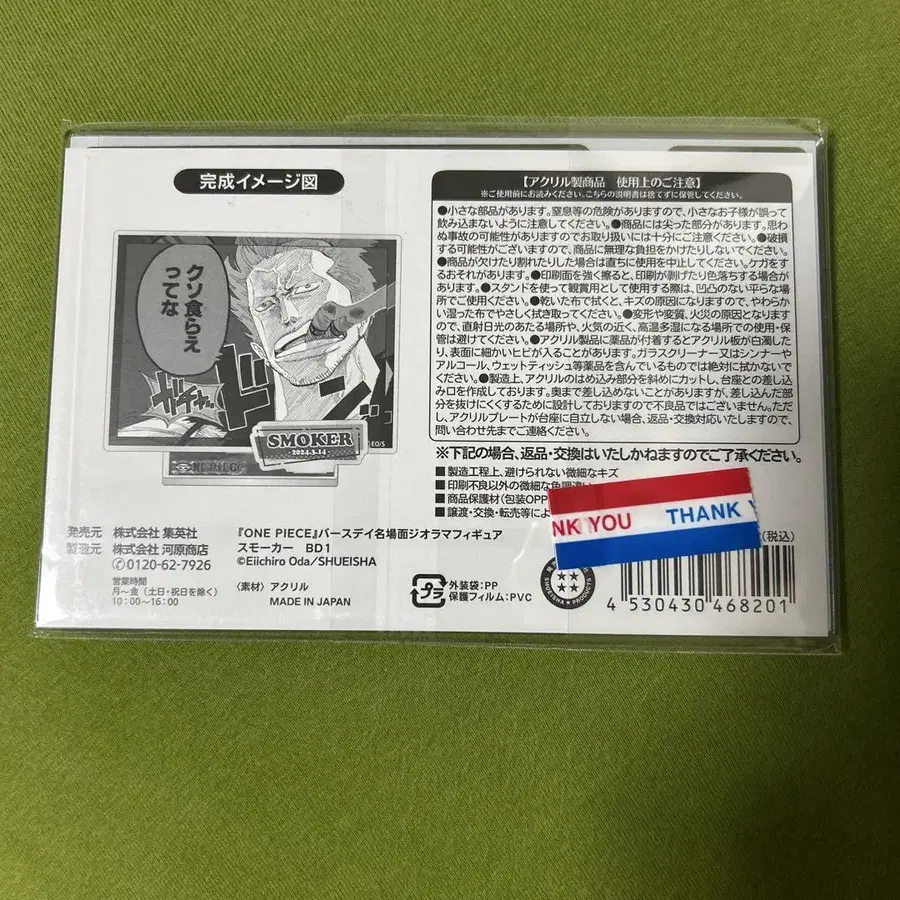 完成イメージ図
クソ食らえ
ってな
ガチャ..
ド
SMOKER
-2024.3.14-
【アクリル製商品 使用上のご注意】
※ご使用前にお読みください。こちらの説明書は捨てずに保管してください。
●小さな部品があります。窒息等の危険がありますので、小さなお子様が誤って
飲み込まないように注意してください。●商品には尖った部分があります。思わ
ぬ事故の可能性がありますのでお取り扱いには十分にご注意ください。●破損
する可能性がございますので、商品に無理な負担をかけたりしないでください。
●商品が欠けたり割れたりした場合は直ちに使用を中止してください。ケガをす
るおそれがあります。●印刷面を強く擦ると、印刷が剥げたり色落ちする場合が
あります。●スタンドを使って観賞用として使用する際は、凹凸のない平らな場
所でご使用ください。●乾いた布で拭くと、キズの原因になりますので、やわらか
い湿った布でやさしく拭き取ってください。●変形や変質、火災の原因となりま
すので、直射日光のあたる場所や、火気の近く、高温多湿になる場所での使用・保
管は避けてください。●アクリル製品に薬品が付着するとアクリル板が白濁した
り、表面に細かいヒビが入ることがあります。ガラスクリーナー又はシンナーや
アルコール、ウェットティッシュ等薬品を含んでいるものでは絶対に拭かないで
ください。●製造上、アクリルのはめ込み部分を斜めにカットし、台座との差し込
み口を作成しております。奥まで差し込めないことがありますが、差し込んだ部
分を抜けにくくするために設計しておりますので不良品ではございません。ただ
し、アクリルプレートが台座に自立しない場合、返品・交換対応いたしますので、
問い合わせ先までご連絡ください。
※下記の場合、返品・交換はいたしかねますのでご了承ください。
■製造工程上、避けられない微細なキズ
■印刷不良以外の微細な色調違い
■商品保護材(包装OPP
■譲渡・交換・転売等によ
NK YOU THANK Y
(税込)
発売元 株式会社 集英社
製造元 株式会社 河原商店
✆0120-62-7926
営業時間
月~金(土日・祝日を除く)
10:00~16:00
『ONE PIECE』バースデイ名場面ジオラマフィギュア
スモーカー BD1
©Eiichiro Oda/SHUEISHA
〈素材〉アクリル
MADE IN JAPAN
プラ
外装袋:PP
保護フィルム:PVC
4 530430 468201